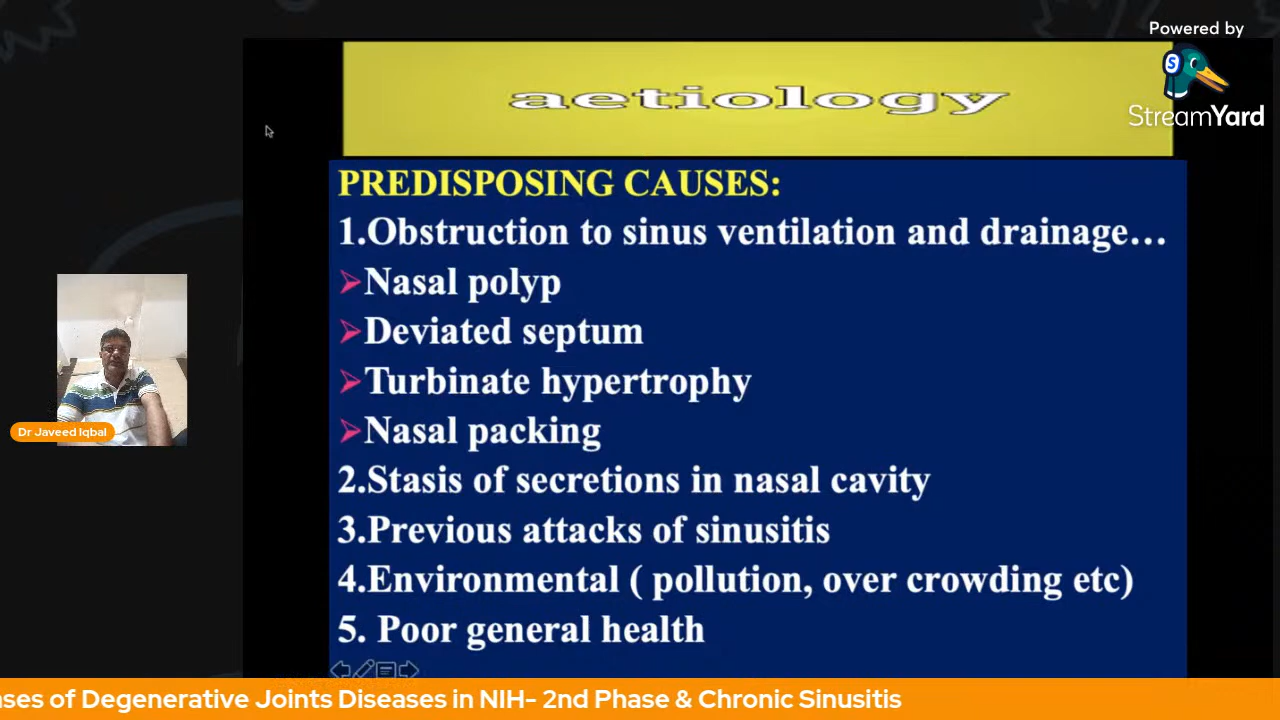 Powered by
StreamYard
aetiology
PREDISPOSING CAUSES:
1.Obstruction to sinus ventilation and drainage…
Nasal polyp
Deviated septum
Turbinate hypertrophy
Nasal packing
2.Stasis of secretions in nasal cavity
3.Previous attacks of sinusitis
4.Environmental ( pollution, over crowding etc)
5. Poor general health
Dr Javeed Iqbal
of Degenerative Joints Diseases in NIH- 2nd Phase & Chronic Sinusitis